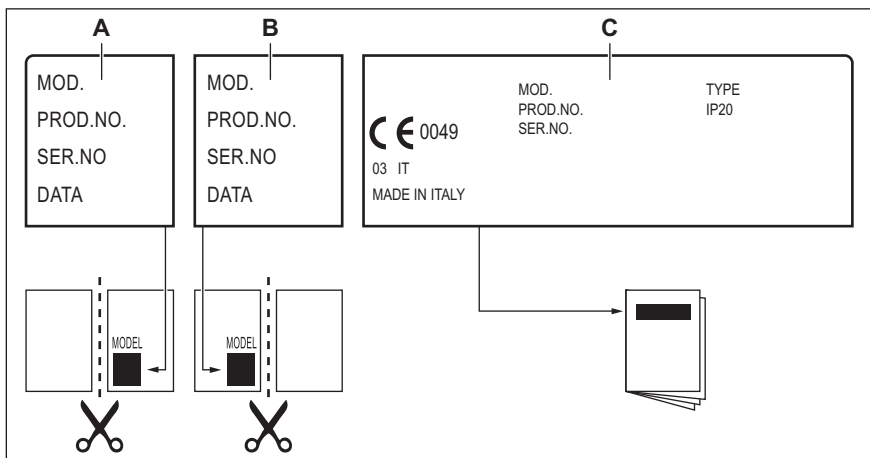 A
B
C
MOD.
PROD.NO.
SER.NO
DATA
MOD.
PROD.NO.
SER.NO
DATA
MOD.
PROD.NO.
SER.NO.
TYPE
IP20
CE 0049
03 IT
MADE IN ITALY
MODEL
MODEL